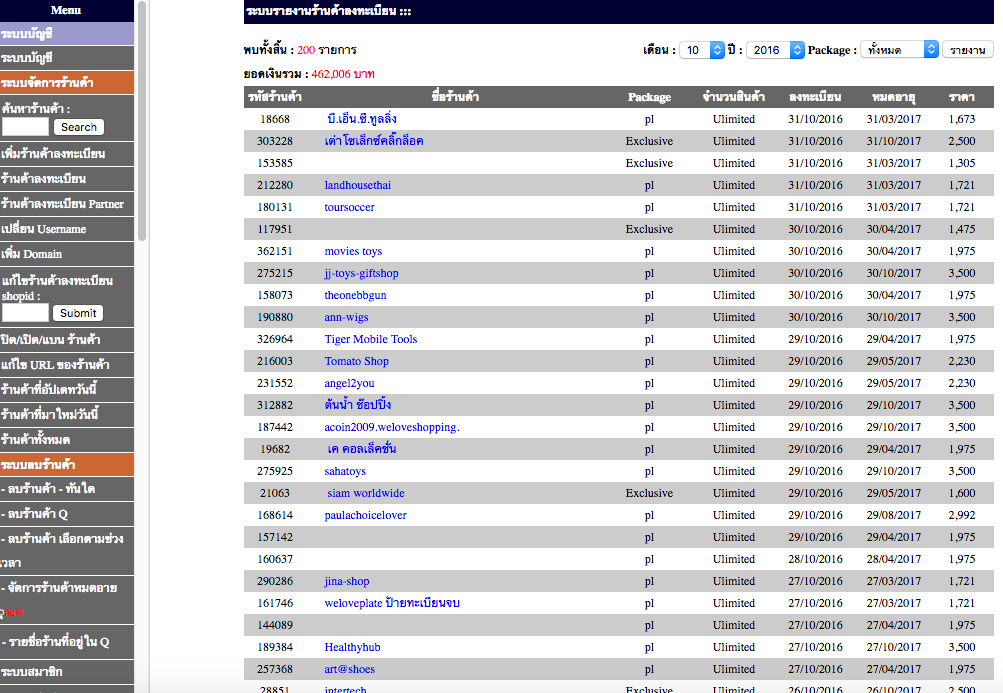 Menu
ระบบบัญชี
ระบบบัญชี
ระบบจัดการร้านค้า
ค้นหาร้านค้า :
Search
เพิ่มร้านค้าลงทะเบียน
ร้านค้าลงทะเบียน
ร้านค้าลงทะเบียน Partner
เปลี่ยน Username
เพิ่ม Domain
แก้ไขร้านค้าลงทะเบียน
shopid :
Submit
ปิด/เปิด/แบน ร้านค้า
แก้ไข URL ของร้านค้า
ร้านค้าที่อัปเดทวันนี้
ร้านค้าที่มาใหม่วันนี้
ร้านค้าทั้งหมด
ระบบลบร้านค้า
- ลบร้านค้า - ทันใด
- ลบร้านค้า Q
- ลบร้านค้า เลือกตามช่วง
เวลา
- จัดการร้านค้าหมดอายุ
Qnew
- รายชื่อร้านที่อยู่ใน Q
ระบบสมาชิก
ระบบรายงานร้านค้าลงทะเบียน :::
พบทั้งสิ้น : 200 รายการ
เดือน : 10 ปี : 2016 Package : ทั้งหมด รายงาน
ยอดเงินรวม : 462,006 บาท
รหัสร้านค้า ชื่อร้านค้า Package จำนวนสินค้า ลงทะเบียน หมดอายุ ราคา
18668 บี.เอ็น.ซี.ทูลลิ่ง pl Ulimited 31/10/2016 31/03/2017 1,673
303228 เต่าโซเล็กซ์คลิ๊กล็อค Exclusive Ulimited 31/10/2016 31/10/2017 2,500
153585 Exclusive Ulimited 31/10/2016 31/03/2017 1,305
212280 landhousethai pl Ulimited 31/10/2016 31/03/2017 1,721
180131 toursoccer pl Ulimited 31/10/2016 31/03/2017 1,721
117951 Exclusive Ulimited 30/10/2016 30/04/2017 1,475
362151 movies toys pl Ulimited 30/10/2016 30/04/2017 1,975
275215 jj-toys-giftshop pl Ulimited 30/10/2016 30/10/2017 3,500
158073 theonebbgun pl Ulimited 30/10/2016 30/04/2017 1,975
190880 ann-wigs pl Ulimited 30/10/2016 30/10/2017 3,500
326964 Tiger Mobile Tools pl Ulimited 29/10/2016 29/04/2017 1,975
216003 Tomato Shop pl Ulimited 29/10/2016 29/05/2017 2,230
231552 angel2you pl Ulimited 29/10/2016 29/05/2017 2,230
312882 ต้นน้ำ ช๊อปปิ้ง pl Ulimited 29/10/2016 29/10/2017 3,500
187442 acoin2009.weloveshopping. pl Ulimited 29/10/2016 29/10/2017 3,500
19682 เค คอลเล็คชั่น pl Ulimited 29/10/2016 29/04/2017 1,975
275925 sahatoys pl Ulimited 29/10/2016 29/10/2017 3,500
21063 siam worldwide Exclusive Ulimited 29/10/2016 29/05/2017 1,600
168614 paulachoicelover pl Ulimited 29/10/2016 29/08/2017 2,992
157142 pl Ulimited 29/10/2016 29/04/2017 1,975
160637 pl Ulimited 28/10/2016 28/04/2017 1,975
290286 jina-shop pl Ulimited 27/10/2016 27/03/2017 1,721
161746 weloveplate ป้ายทะเบียนจบ pl Ulimited 27/10/2016 27/03/2017 1,721
144089 pl Ulimited 27/10/2016 27/04/2017 1,975
189384 Healthyhub pl Ulimited 27/10/2016 27/10/2017 3,500
257368 art@shoes pl Ulimited 27/10/2016 27/04/2017 1,975
28851 intertech Exclusive Ulimited 26/10/2016 26/10/2017 2,500